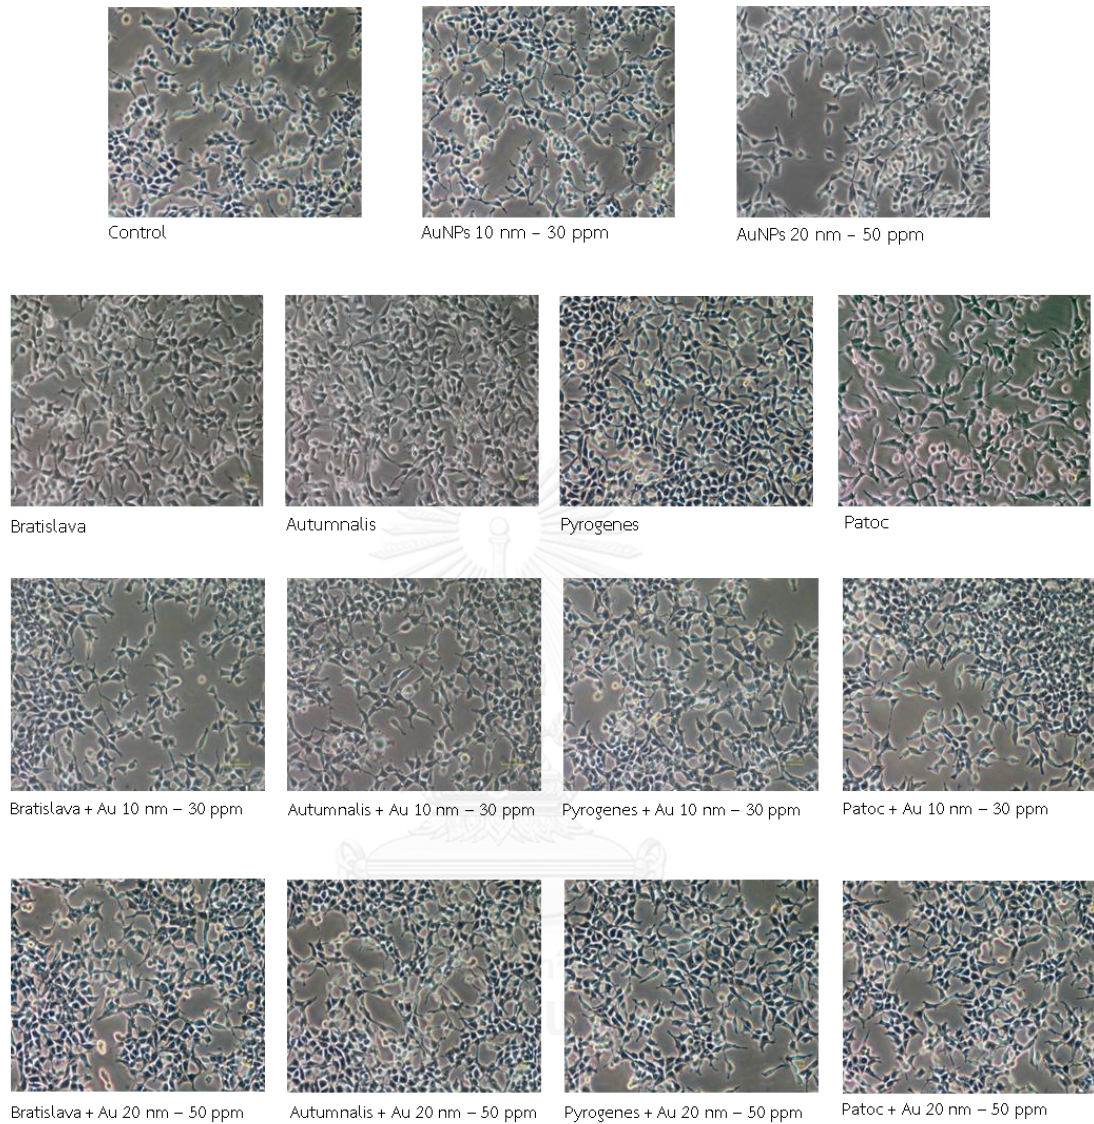 Control
AuNPs 10 nm – 30 ppm
AuNPs 20 nm – 50 ppm
Bratislava
Autumnalis
Pyrogenes
Patoc
Bratislava + Au 10 nm – 30 ppm
Autumnalis + Au 10 nm – 30 ppm
Pyrogenes + Au 10 nm – 30 ppm
Patoc + Au 10 nm – 30 ppm
Bratislava + Au 20 nm – 50 ppm
Autumnalis + Au 20 nm – 50 ppm
Pyrogenes + Au 20 nm – 50 ppm
Patoc + Au 20 nm – 50 ppm